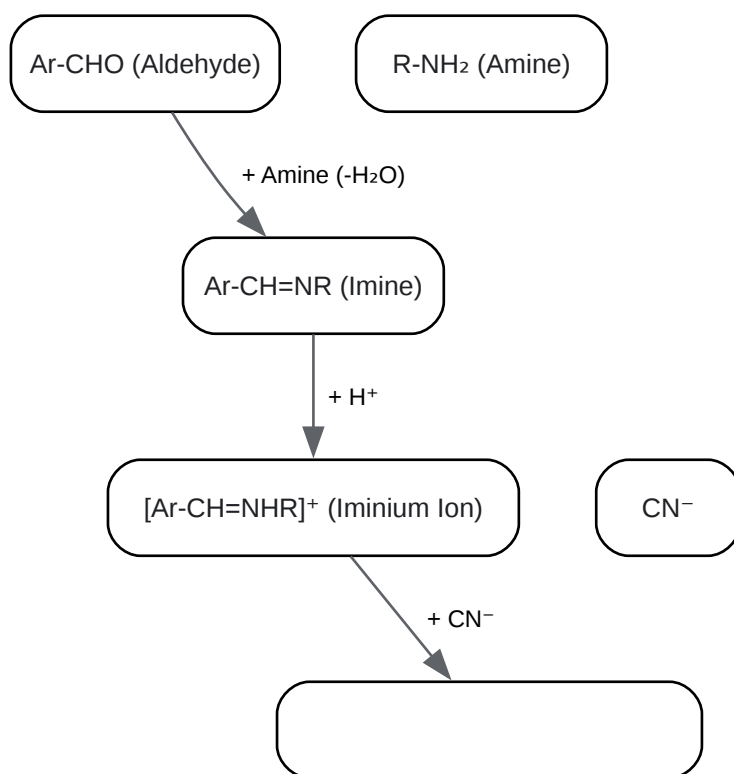 Ar-CHO (Aldehyde)
R-NH₂ (Amine)
+ Amine (-H₂O)
Ar-CH=NR (Imine)
+ H⁺
[Ar-CH=NHR]⁺ (Iminium Ion)
CN⁻
+ CN⁻